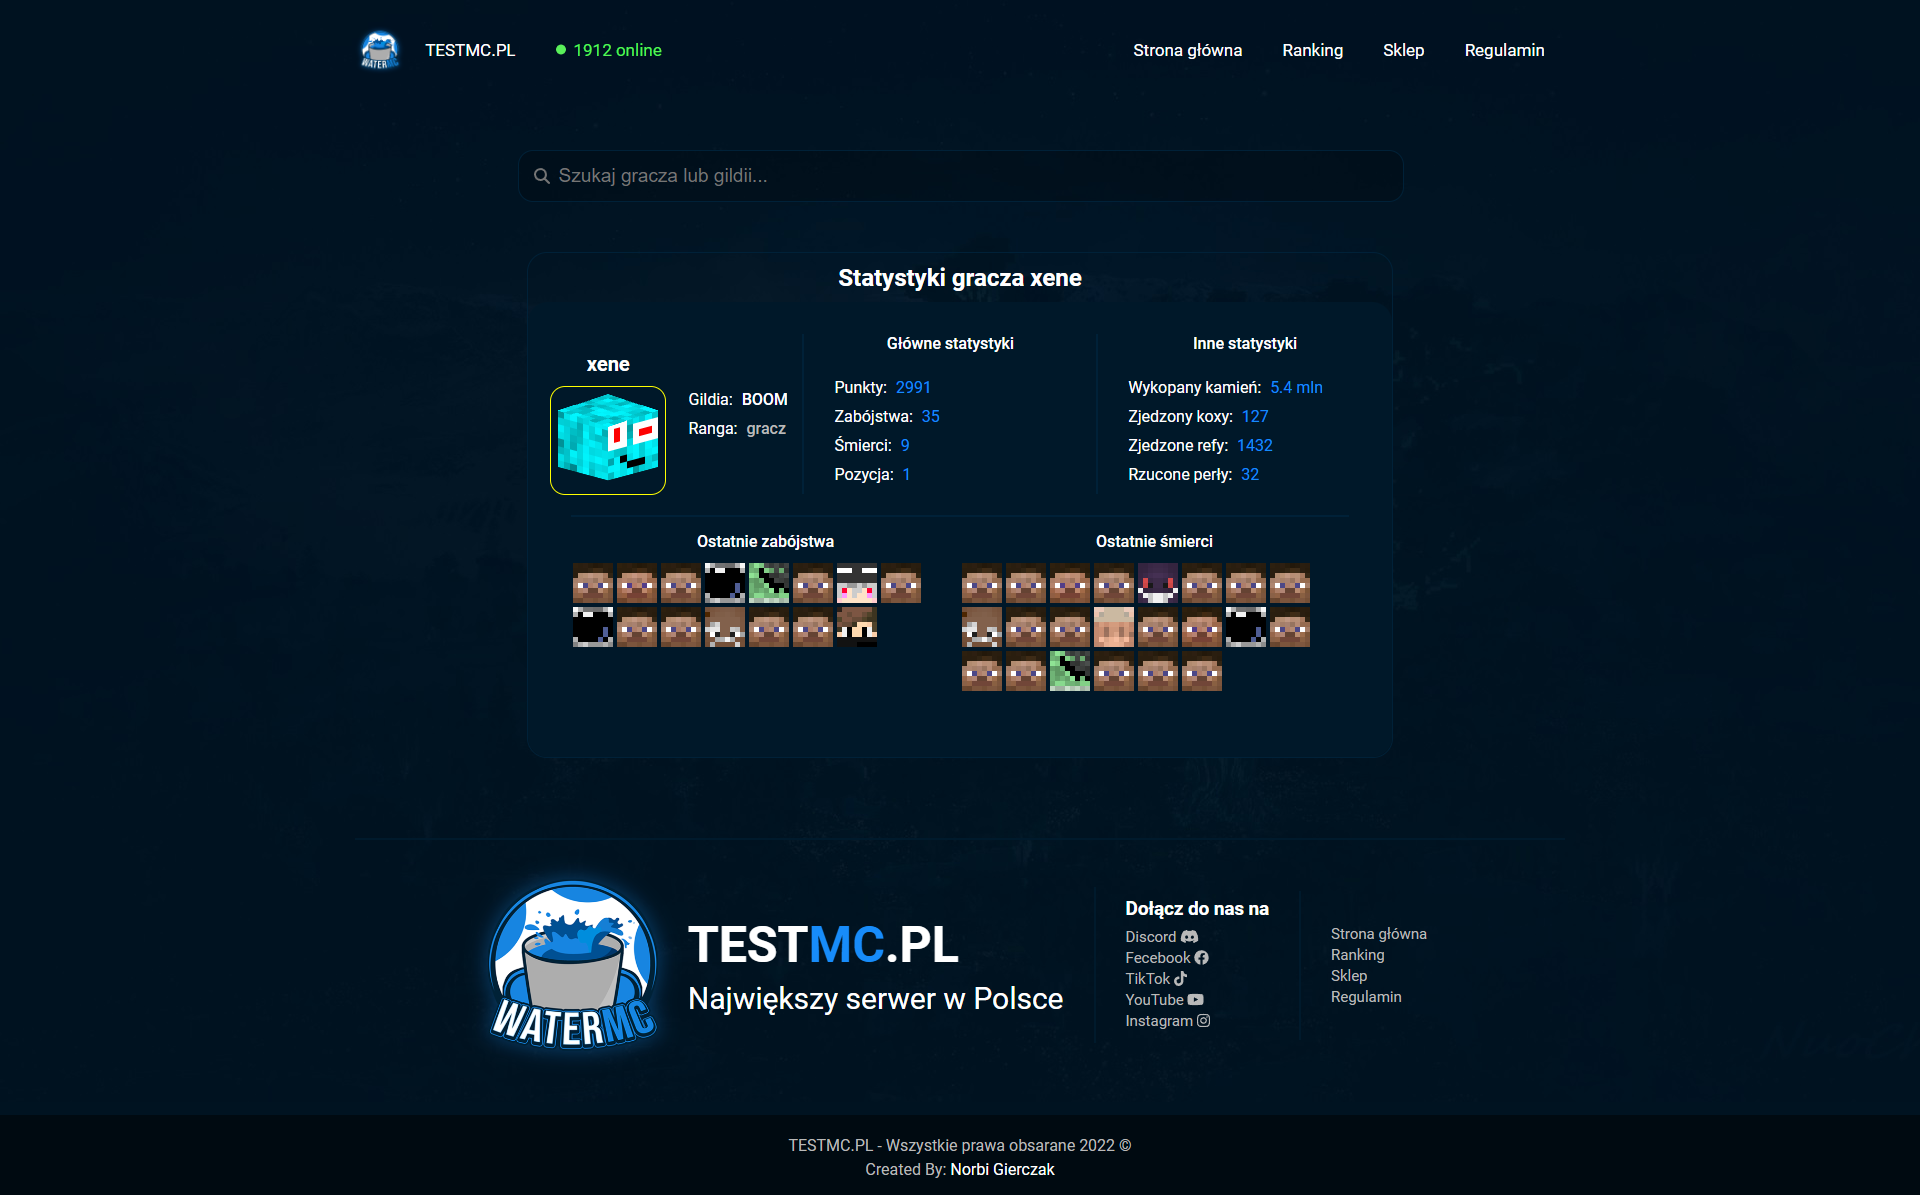 WATERMC
TESTMC.PL
1912 online
Strona główna
Ranking
Sklep
Regulamin
Szukaj gracza lub gildii...
Statystyki gracza xene
xene
Gildia: BOOM
Ranga: gracz
Główne statystyki
Punkty: 2991
Zabójstwa: 35
Śmierci: 9
Pozycja: 1
Inne statystyki
Wykopany kamień: 5.4 mln
Zjedzony koxy: 127
Zjedzone refy: 1432
Rzucone perły: 32
Ostatnie zabójstwa
Ostatnie śmierci
WATERMC
TESTMC.PL
Największy serwer w Polsce
Dołącz do nas na
Discord
Fecebook
TikTok
YouTube
Instagram
Strona główna
Ranking
Sklep
Regulamin
TESTMC.PL - Wszystkie prawa obsarane 2022 ©
Created By: Norbi Gierczak